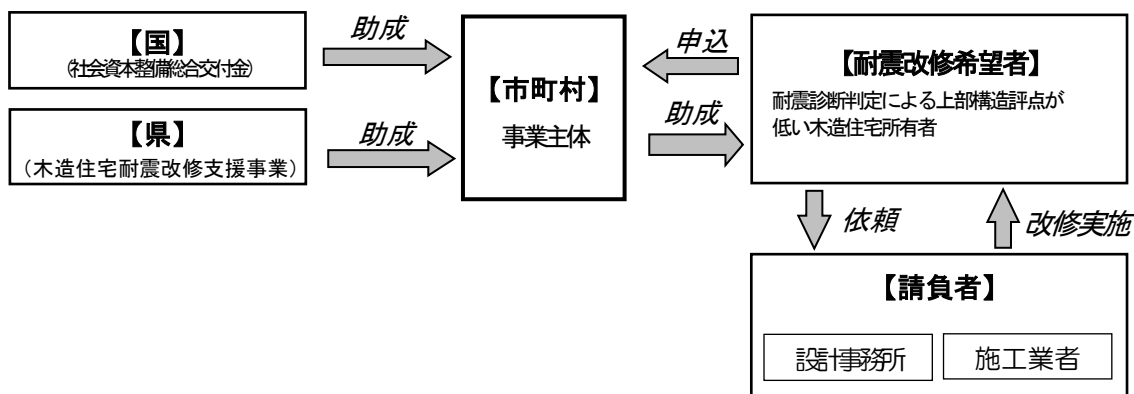 【国】
(社会資本整備総合交付金)
助成
【県】
(木造住宅耐震改修支援事業)
助成
【市町村】
事業主体
申込
助成
【耐震改修希望者】
耐震診断判定による上部構造評点が
低い木造住宅所有者
依頼
改修実施
【請負者】
設計事務所
施工業者